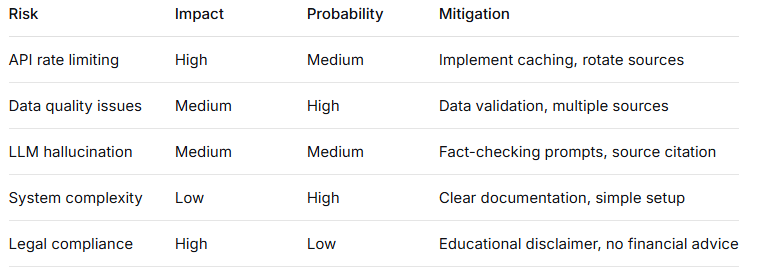 Risk Impact Probability Mitigation
API rate limiting High Medium Implement caching, rotate sources
Data quality issues Medium High Data validation, multiple sources
LLM hallucination Medium Medium Fact-checking prompts, source citation
System complexity Low High Clear documentation, simple setup
Legal compliance High Low Educational disclaimer, no financial advice